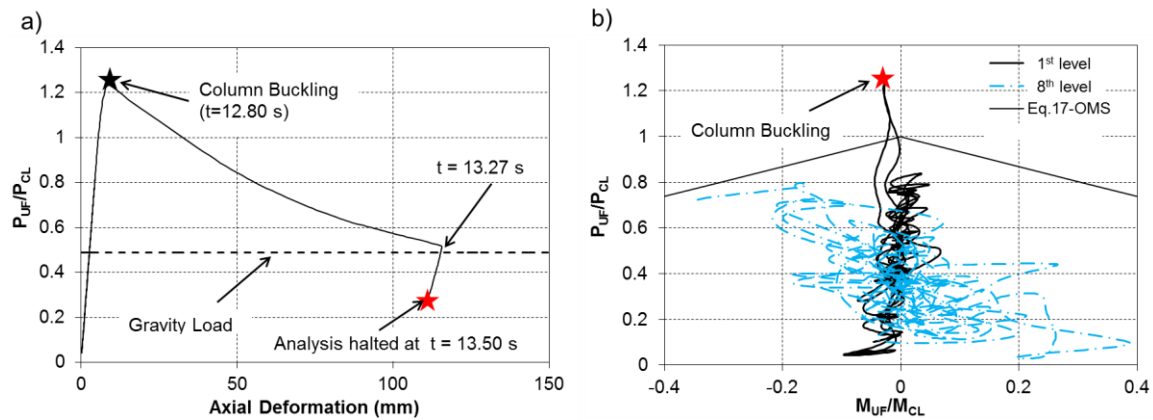 a)
P_UF/P_CL
1.4
1.2
1
0.8
0.6
0.4
0.2
0
Column Buckling
(t=12.80 s)
t = 13.27 s
Gravity Load
Analysis halted at t = 13.50 s
0 50 100 150
Axial Deformation (mm)
b)
P_UF/P_CL
1.4
1.2
1
0.8
0.6
0.4
0.2
0
1st level
8th level
Eq.17-OMS
Column Buckling
-0.4 -0.2 0 0.2 0.4
M_UF/M_CL